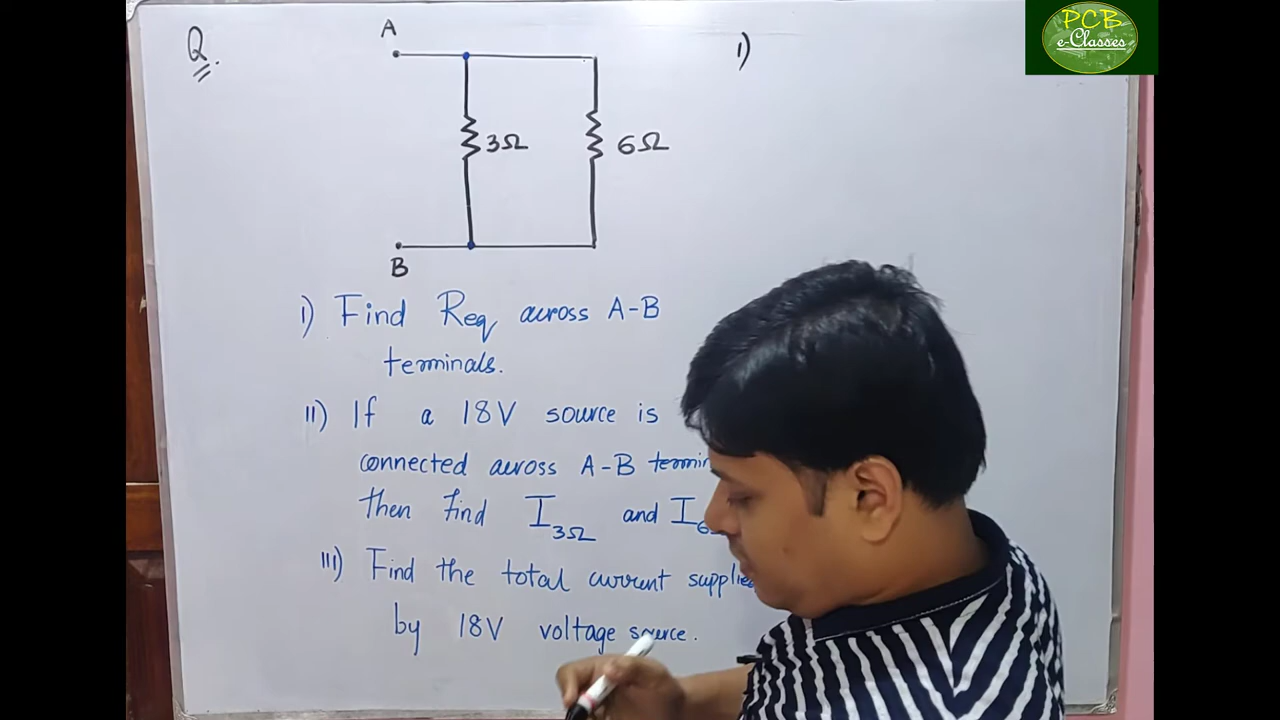 Q.
A
3Ω
6Ω
B
I) Find Req across A-B
terminals.
II) If a 18V source is
connected across A-B
then find I3Ω and I
III) Find the total current
by 18V voltage source.
I)
PCB
e-Classes